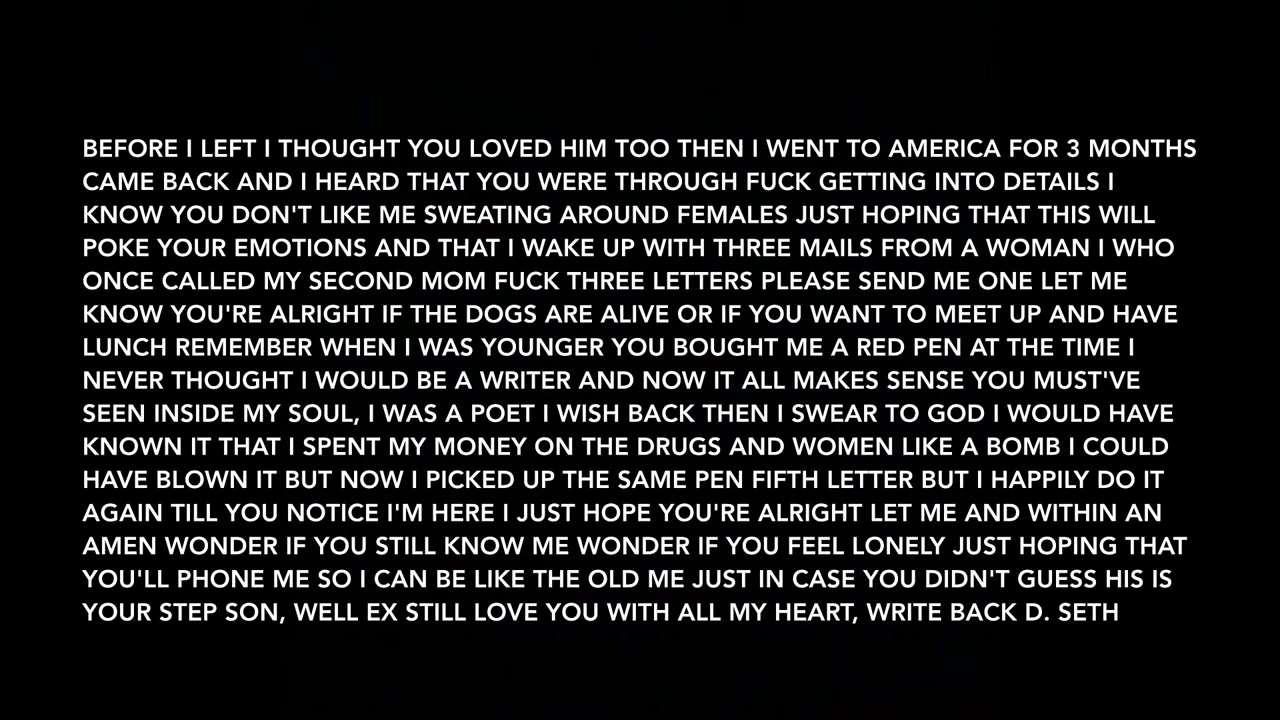 BEFORE I LEFT I THOUGHT YOU LOVED HIM TOO THEN I WENT TO AMERICA FOR 3 MONTHS
CAME BACK AND I HEARD THAT YOU WERE THROUGH FUCK GETTING INTO DETAILS I
KNOW YOU DON'T LIKE ME SWEATING AROUND FEMALES JUST HOPING THAT THIS WILL
POKE YOUR EMOTIONS AND THAT I WAKE UP WITH THREE MAILS FROM A WOMAN I WHO
ONCE CALLED MY SECOND MOM FUCK THREE LETTERS PLEASE SEND ME ONE LET ME
KNOW YOU'RE ALRIGHT IF THE DOGS ARE ALIVE OR IF YOU WANT TO MEET UP AND HAVE
LUNCH REMEMBER WHEN I WAS YOUNGER YOU BOUGHT ME A RED PEN AT THE TIME I
NEVER THOUGHT I WOULD BE A WRITER AND NOW IT ALL MAKES SENSE YOU MUST'VE
SEEN INSIDE MY SOUL, I WAS A POET I WISH BACK THEN I SWEAR TO GOD I WOULD HAVE
KNOWN IT THAT I SPENT MY MONEY ON THE DRUGS AND WOMEN LIKE A BOMB I COULD
HAVE BLOWN IT BUT NOW I PICKED UP THE SAME PEN FIFTH LETTER BUT I HAPPILY DO IT
AGAIN TILL YOU NOTICE I'M HERE I JUST HOPE YOU'RE ALRIGHT LET ME AND WITHIN AN
AMEN WONDER IF YOU STILL KNOW ME WONDER IF YOU FEEL LONELY JUST HOPING THAT
YOU'LL PHONE ME SO I CAN BE LIKE THE OLD ME JUST IN CASE YOU DIDN'T GUESS HIS IS
YOUR STEP SON, WELL EX STILL LOVE YOU WITH ALL MY HEART, WRITE BACK D. SETH